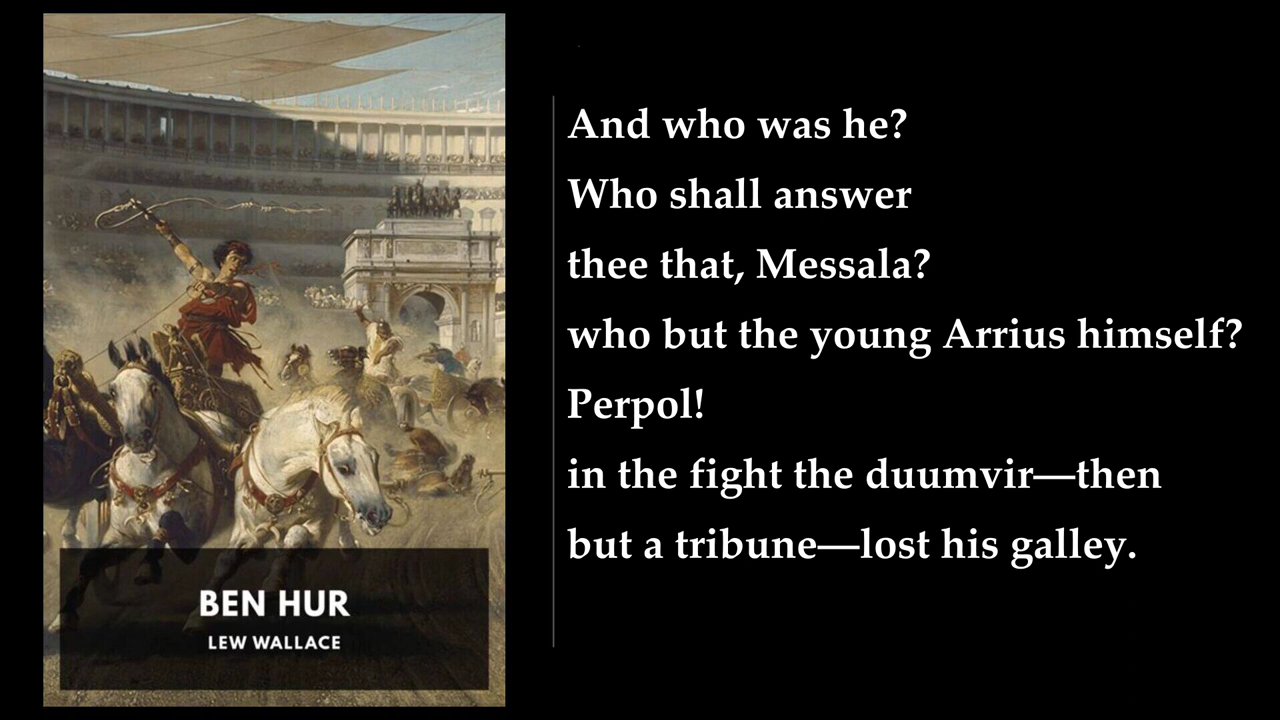 And who was he?
Who shall answer
thee that, Messala?
who but the young Arrius himself?
Perpol!
in the fight the duumvir—then
but a tribune—lost his galley.
BEN HUR
LEW WALLACE